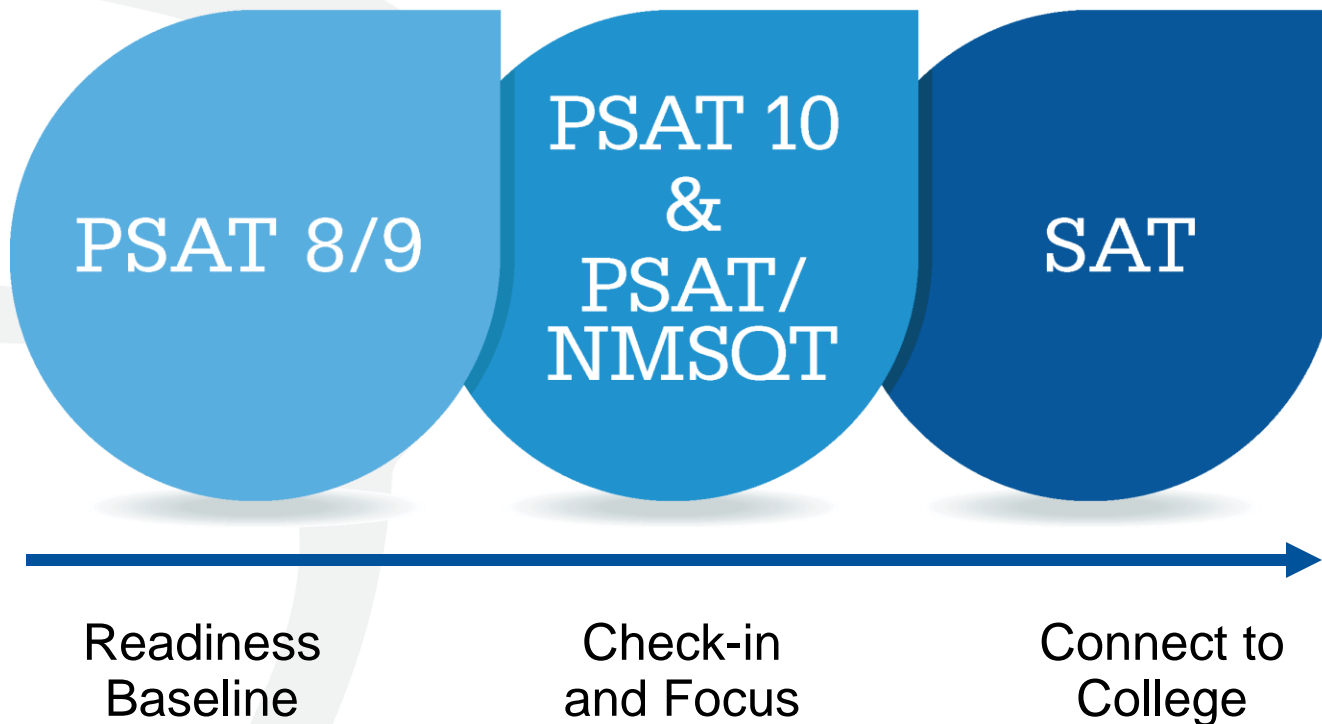 PSAT 8/9
PSAT 10
&
PSAT/
NMSQT
SAT
Readiness
Baseline
Check-in
and Focus
Connect to
College